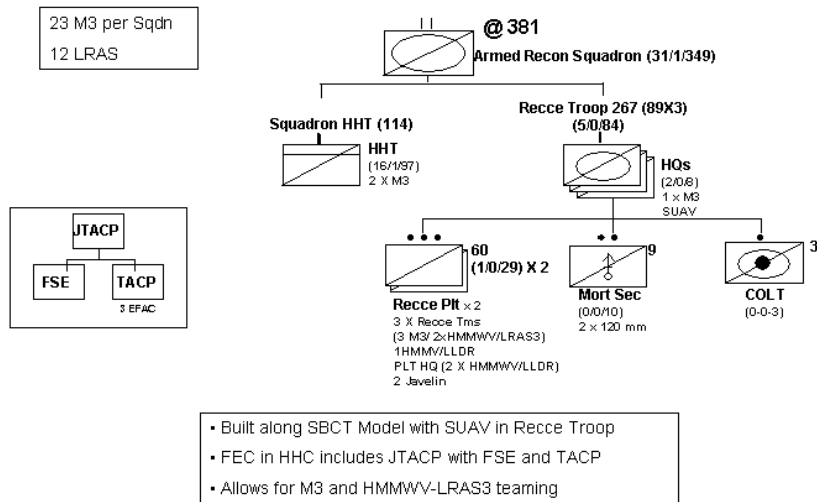 23 M3 per Sqdn
12 LRAS
@ 381
Armed Recon Squadron (31/1/349)
Squadron HHT (114)
HHT
(16/1/97)
2 X M3
Recce Troop 267 (89X3)
(5/0/84)
HQs
(2/0/8)
1 x M3
SUAV
JTACP
FSE
TACP
3 EFAC
60
(1/0/29) X 2
Recce Plt x 2
3 X Recce Tms
(3 M3/ 2xHMMWV/LRAS3)
1HMMV/LLDR
PLT HQ (2 X HMMWV/LLDR)
2 Javelin
9
Mort Sec
(0/0/10)
2 x 120 mm
3
COLT
(0-0-3)
• Built along SBCT Model with SUAV in Recce Troop
• FEC in HHC includes JTACP with FSE and TACP
• Allows for M3 and HMMWV-LRAS3 teaming